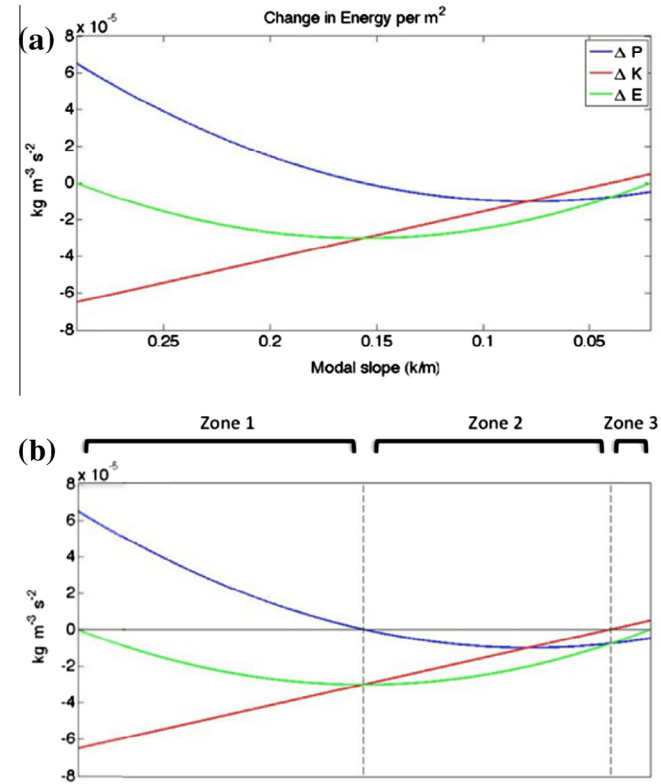 (a)
Change in Energy per m²
8 x 10⁻⁵
6
4
2
0
-2
-4
-6
-8
kg m⁻³ s⁻²
Δ P
Δ K
Δ E
0.25 0.2 0.15 0.1 0.05
Modal slope (k/m)
Zone 1 Zone 2 Zone 3
(b)
8 x 10⁻⁵
6
4
2
0
-2
-4
-6
-8
kg m⁻³ s⁻²